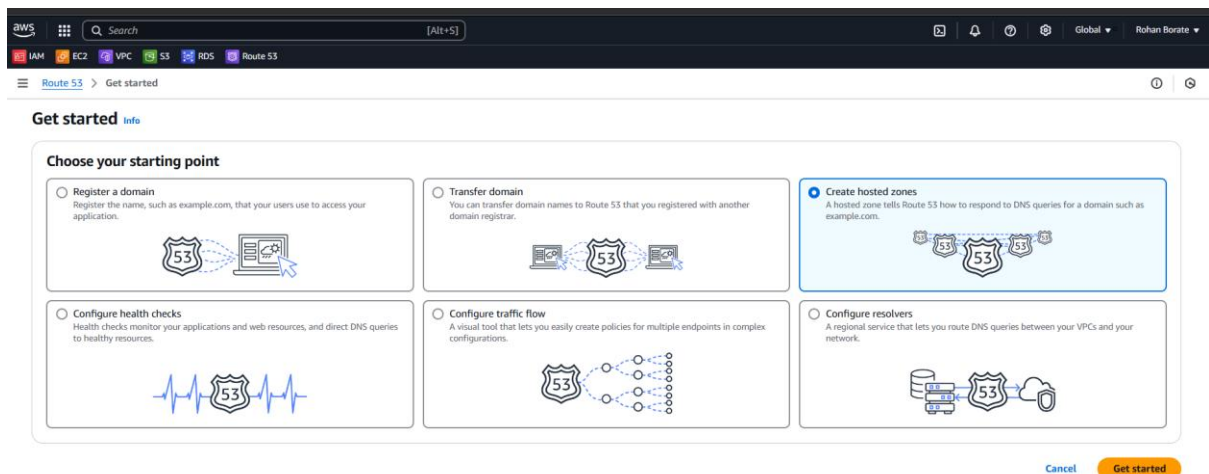 aws
Search
[Alt+S]
Global
Rohan Borate
IAM
EC2
VPC
S3
RDS
Route 53
Route 53 > Get started
Get started Info
Choose your starting point
Register a domain
Register the name, such as example.com, that your users use to access your
application.
53
Transfer domain
You can transfer domain names to Route 53 that you registered with another
domain registrar.
53
Create hosted zones
A hosted zone tells Route 53 how to respond to DNS queries for a domain such as
example.com.
53 53 53 53 53
Configure health checks
Health checks monitor your applications and web resources, and direct DNS queries
to healthy resources.
53
Configure traffic flow
A visual tool that lets you easily create policies for multiple endpoints in complex
configurations.
53
Configure resolvers
A regional service that lets you route DNS queries between your VPCs and your
network.
53
Cancel
Get started